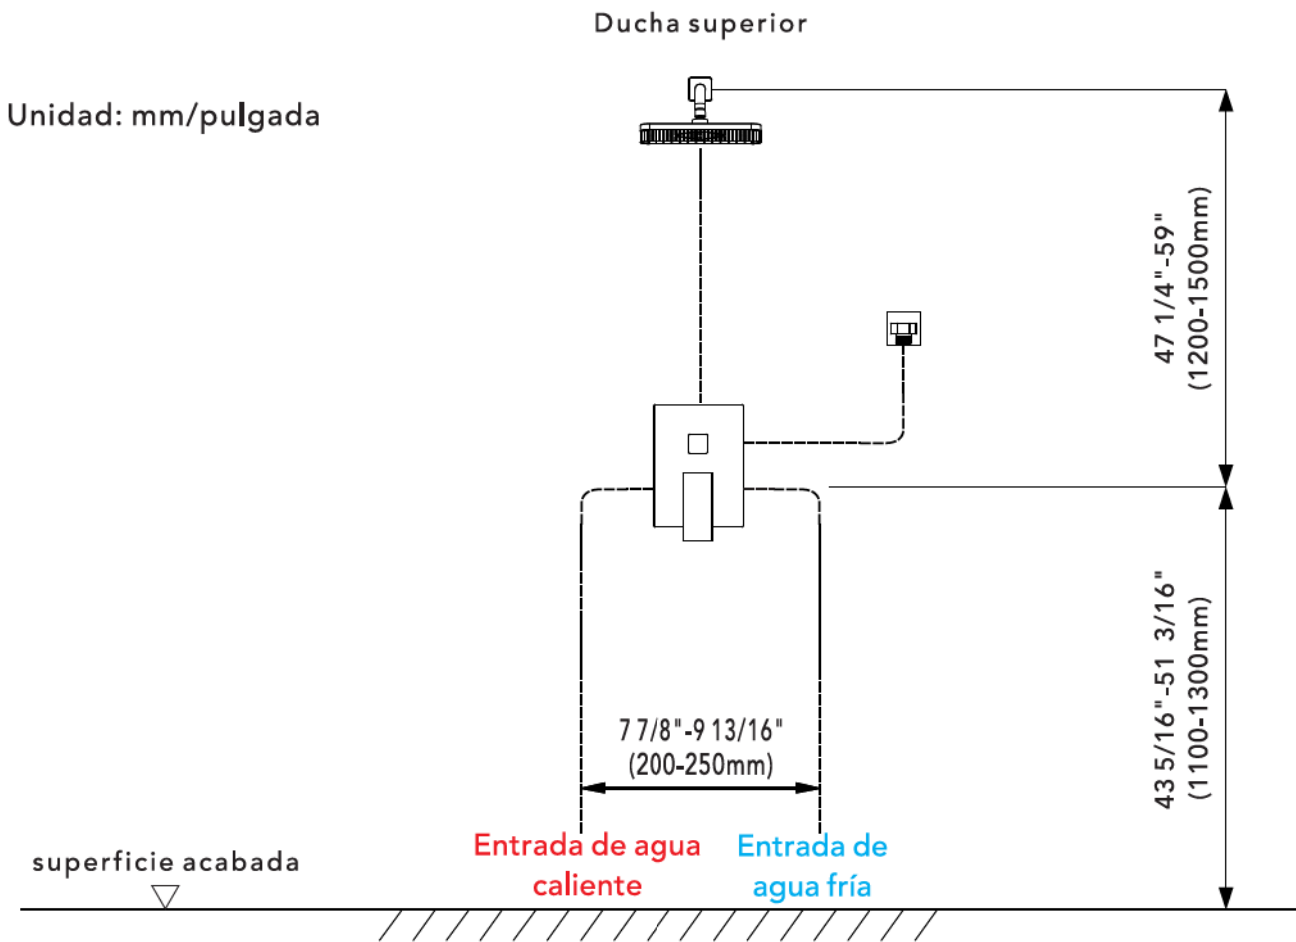 Ducha superior
Unidad: mm/pulgada
47 1/4"-59"
(1200-1500mm)
43 5/16"-51 3/16"
(1100-1300mm)
7 7/8"-9 13/16"
(200-250mm)
Entrada de agua
caliente
Entrada de
agua fría
superficie acabada